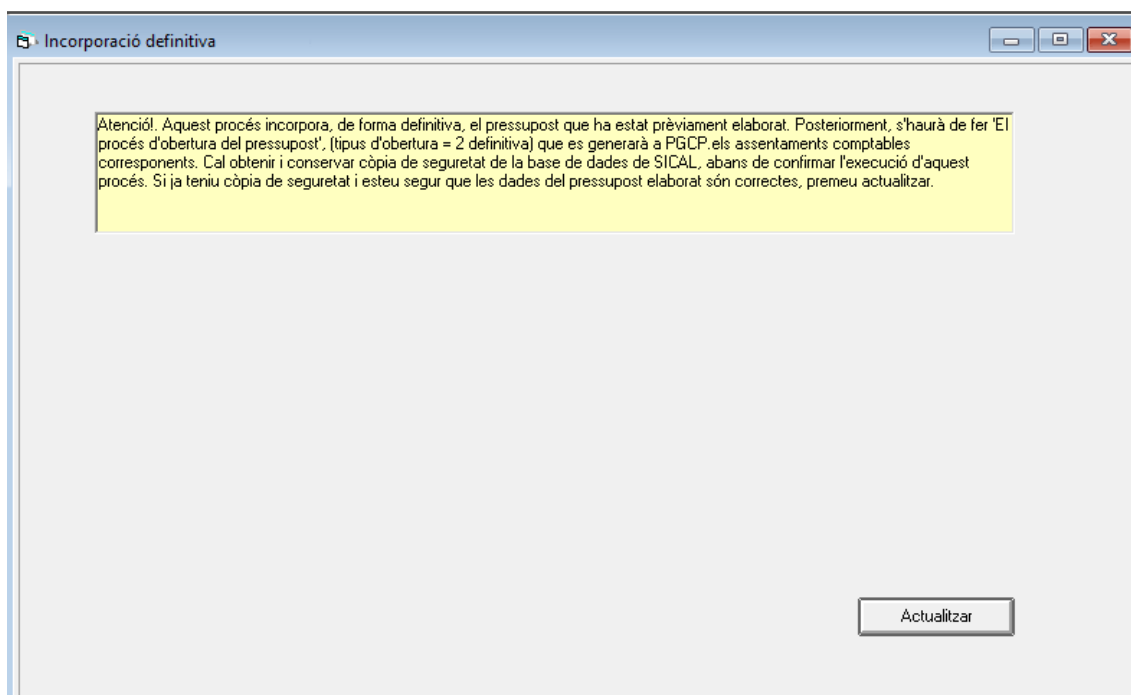 Incorporació definitiva
Atenció!. Aquest procés incorpora, de forma definitiva, el pressupost que ha estat prèviament elaborat. Posteriorment, s'haurà de fer 'El
procés d'obertura del pressupost', (tipus d'obertura = 2 definitiva) que es generarà a PGCP.els assentaments comptables
corresponents. Cal obtenir i conservar còpia de seguretat de la base de dades de SICAL, abans de confirmar l'execució d'aquest
procés. Si ja teniu còpia de seguretat i esteu segur que les dades del pressupost elaborat són correctes, premeu actualitzar.
Actualitzar